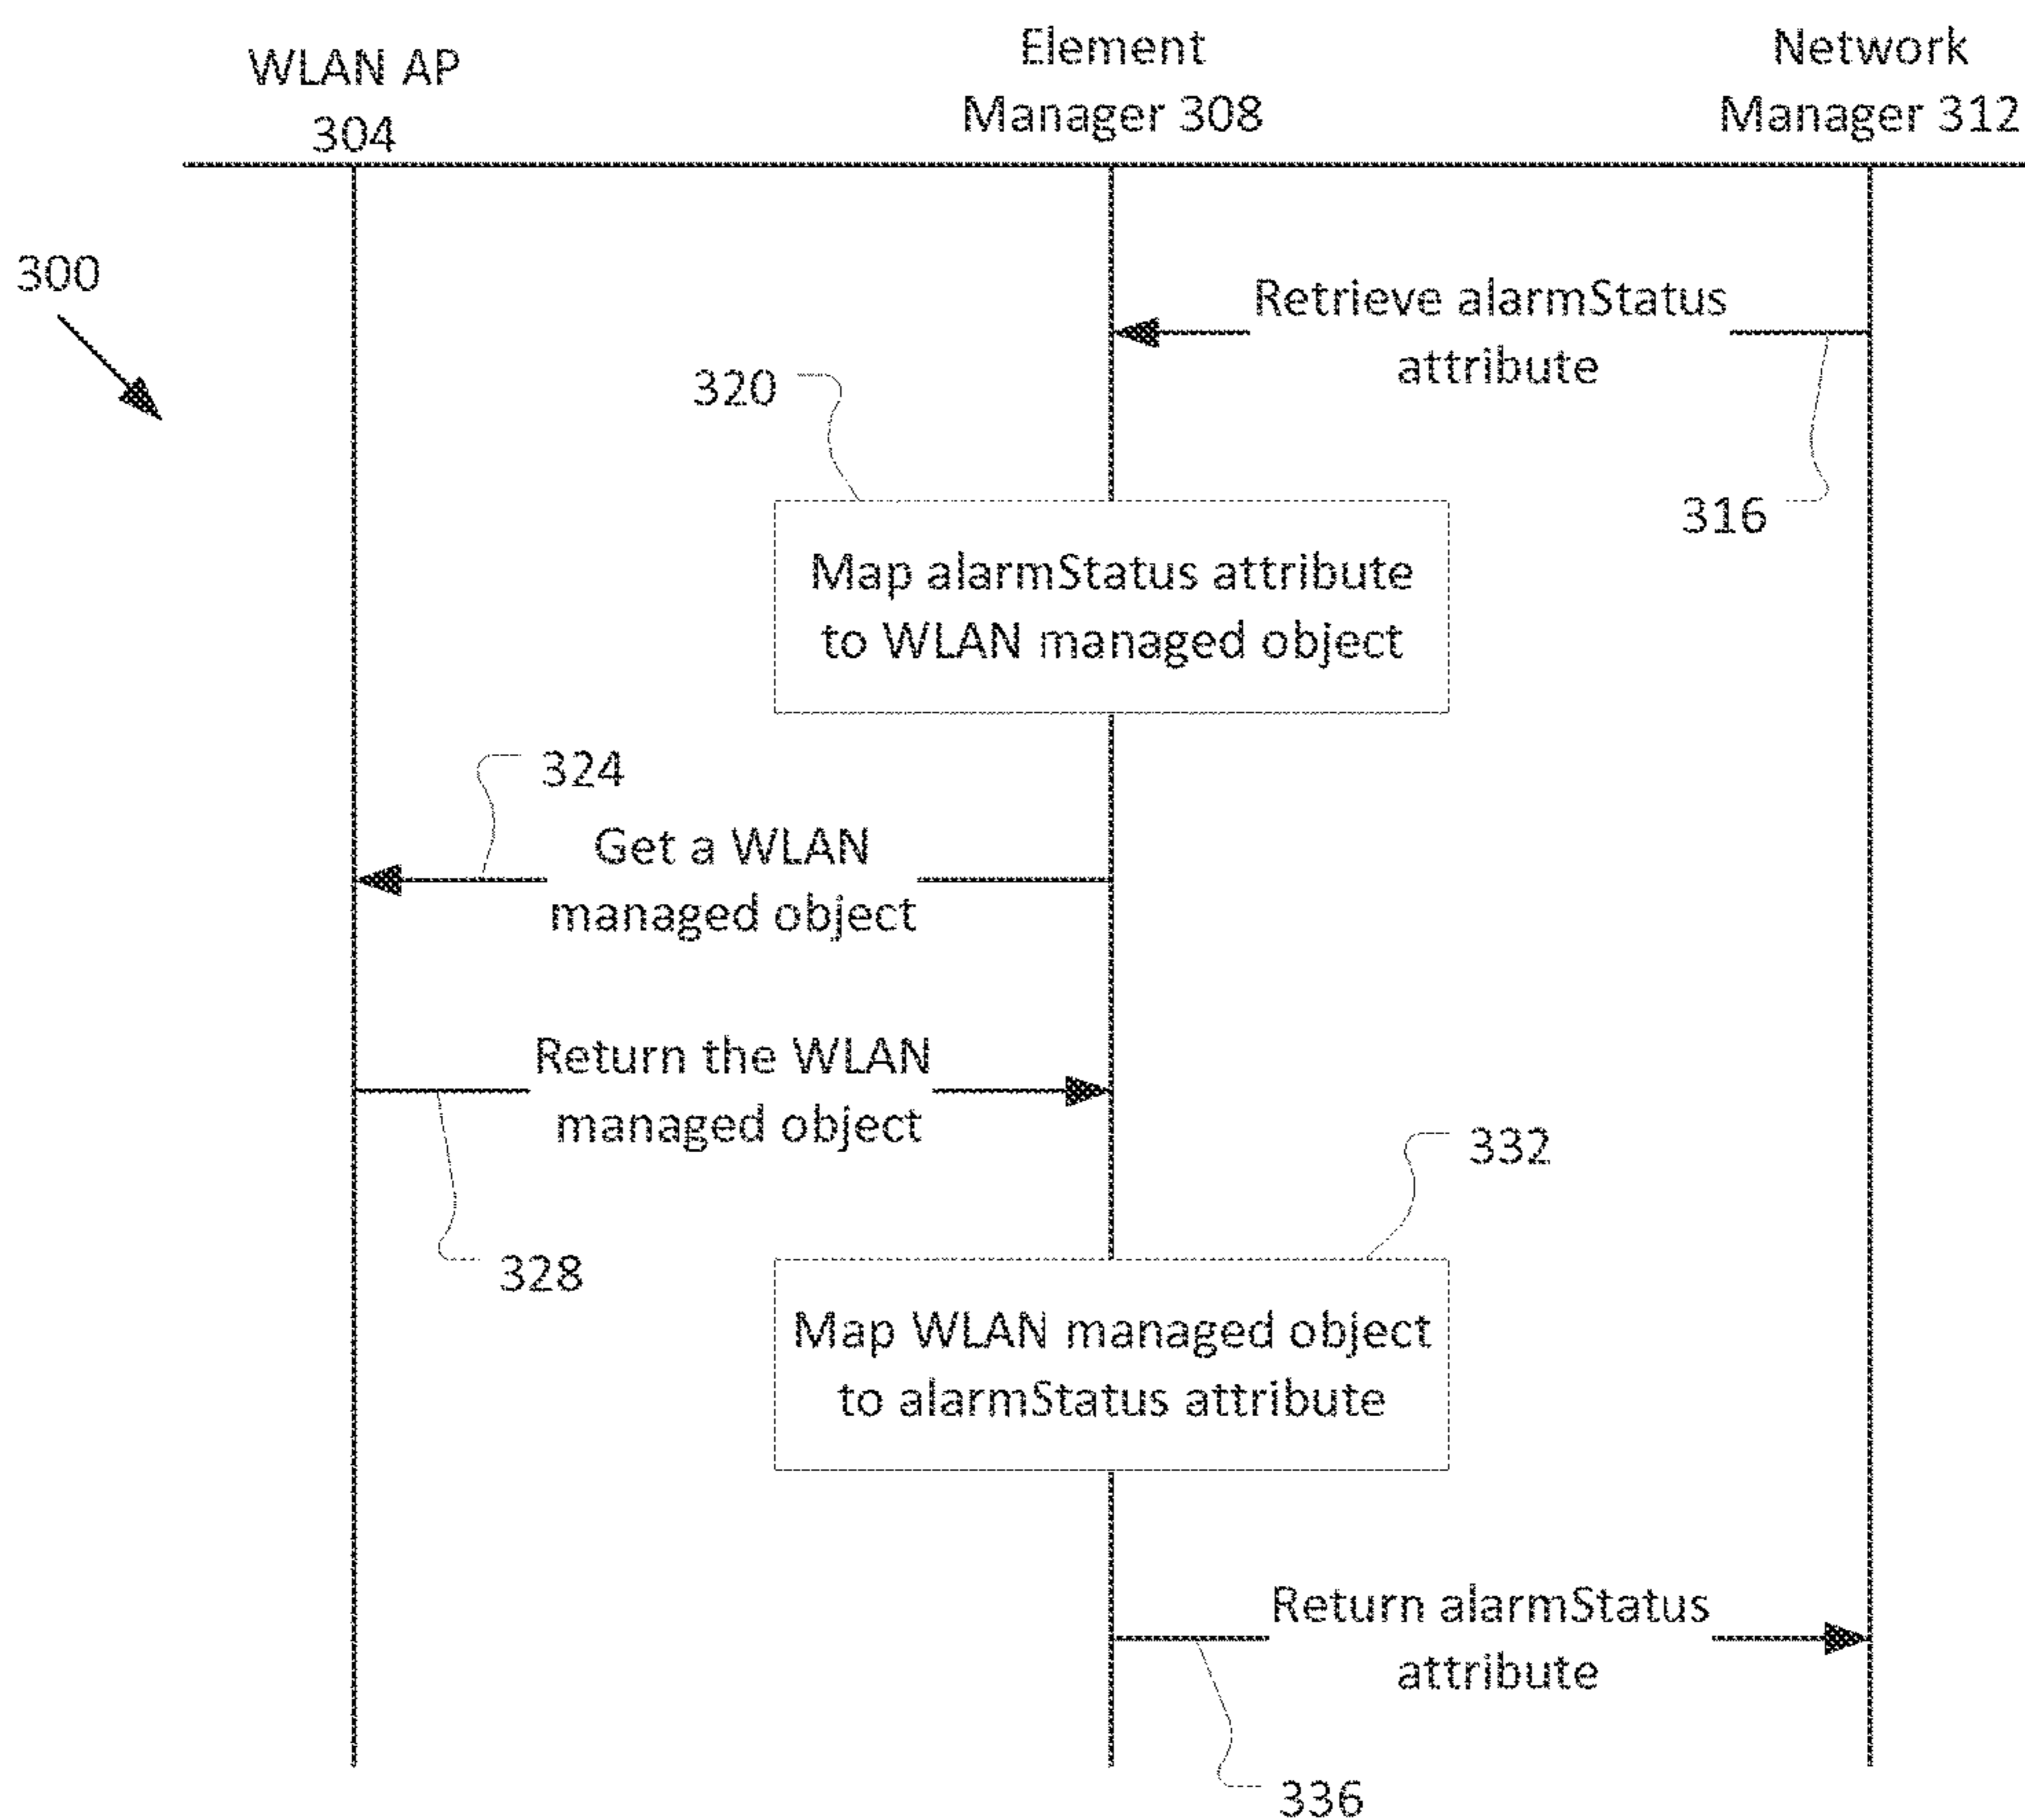 WLAN AP
304
Element
Manager 308
Network
Manager 312
300
Retrieve alarmStatus
attribute
320
316
Map alarmStatus attribute
to WLAN managed object
324
Get a WLAN
managed object
Return the WLAN
managed object
332
328
Map WLAN managed object
to alarmStatus attribute
Return alarmStatus
attribute
336